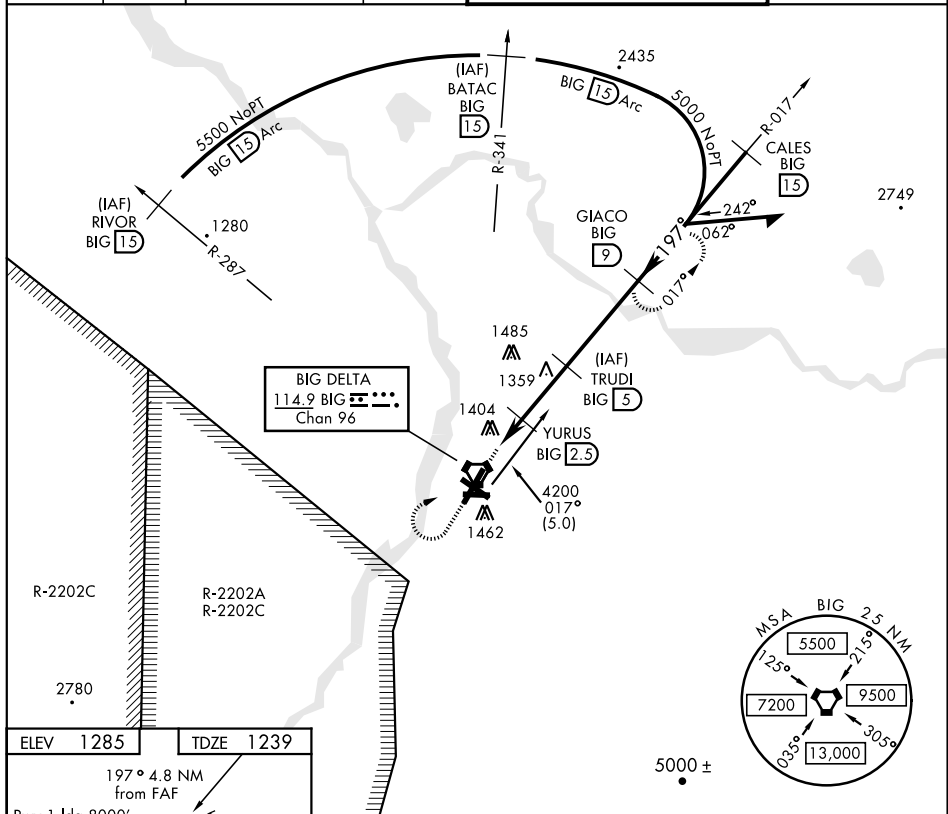 2435
(IAF)
BATAC
BIG
15
BIG 15 Arc
5000 NoPT
5500 NoPT
BIG 15 Arc
R-341
R-017
CALES
BIG
15
2749
(IAF)
RIVOR
BIG 15
1280
R-287
GIACO
BIG
9
242°
062°
197°
017°
1485
1359
(IAF)
TRUDI
BIG 5
BIG DELTA
114.9 BIG
Chan 96
1404
YURUS
BIG 2.5
4200
017°
(5.0)
1462
R-2202C
R-2202A
R-2202C
2780
MSA BIG 25 NM
5500
125°
215°
7200
9500
035°
305°
13,000
5000 ±
ELEV 1285
TDZE 1239
197° 4.8 NM
from FAF